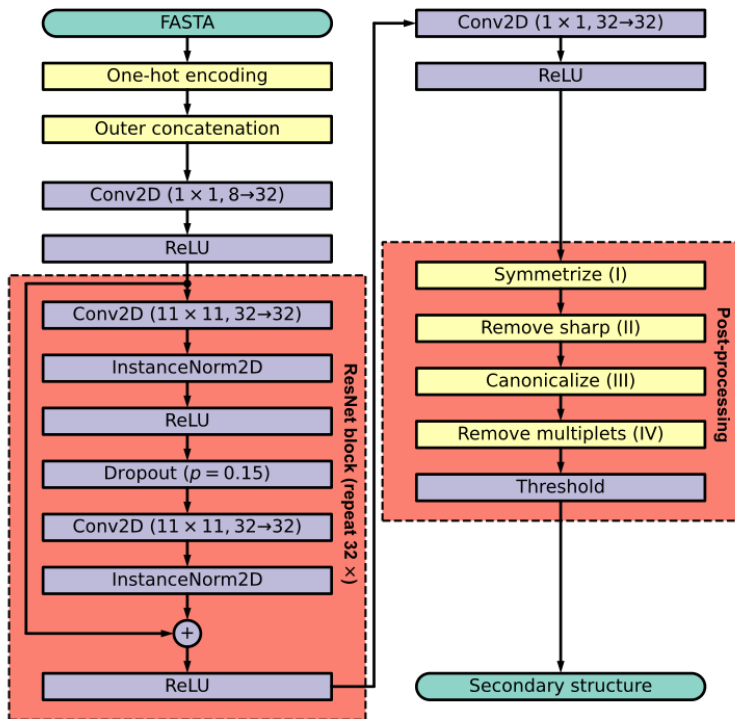 FASTA
One-hot encoding
Outer concatenation
Conv2D (1 × 1, 8→32)
ReLU
Conv2D (11 × 11, 32→32)
InstanceNorm2D
ReLU
Dropout (p = 0.15)
Conv2D (11 × 11, 32→32)
InstanceNorm2D
+
ReLU
ResNet block (repeat 32 ×)
Conv2D (1 × 1, 32→32)
ReLU
Symmetrize (I)
Remove sharp (II)
Canonicalize (III)
Remove multiplets (IV)
Threshold
Post-processing
Secondary structure